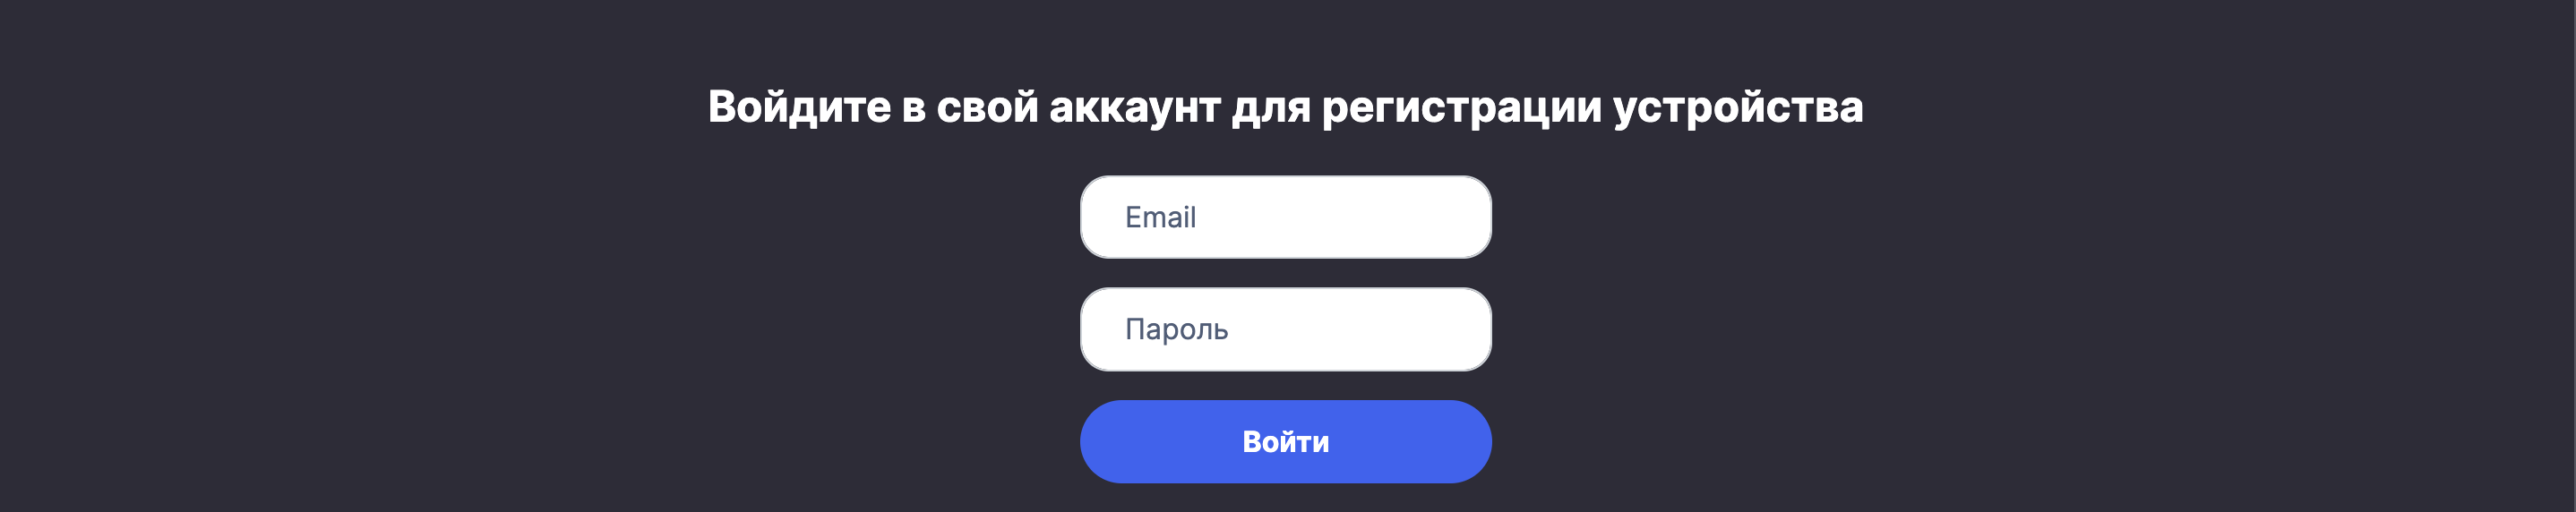 Войдите в свой аккаунт для регистрации устройства
Email
Пароль
Войти